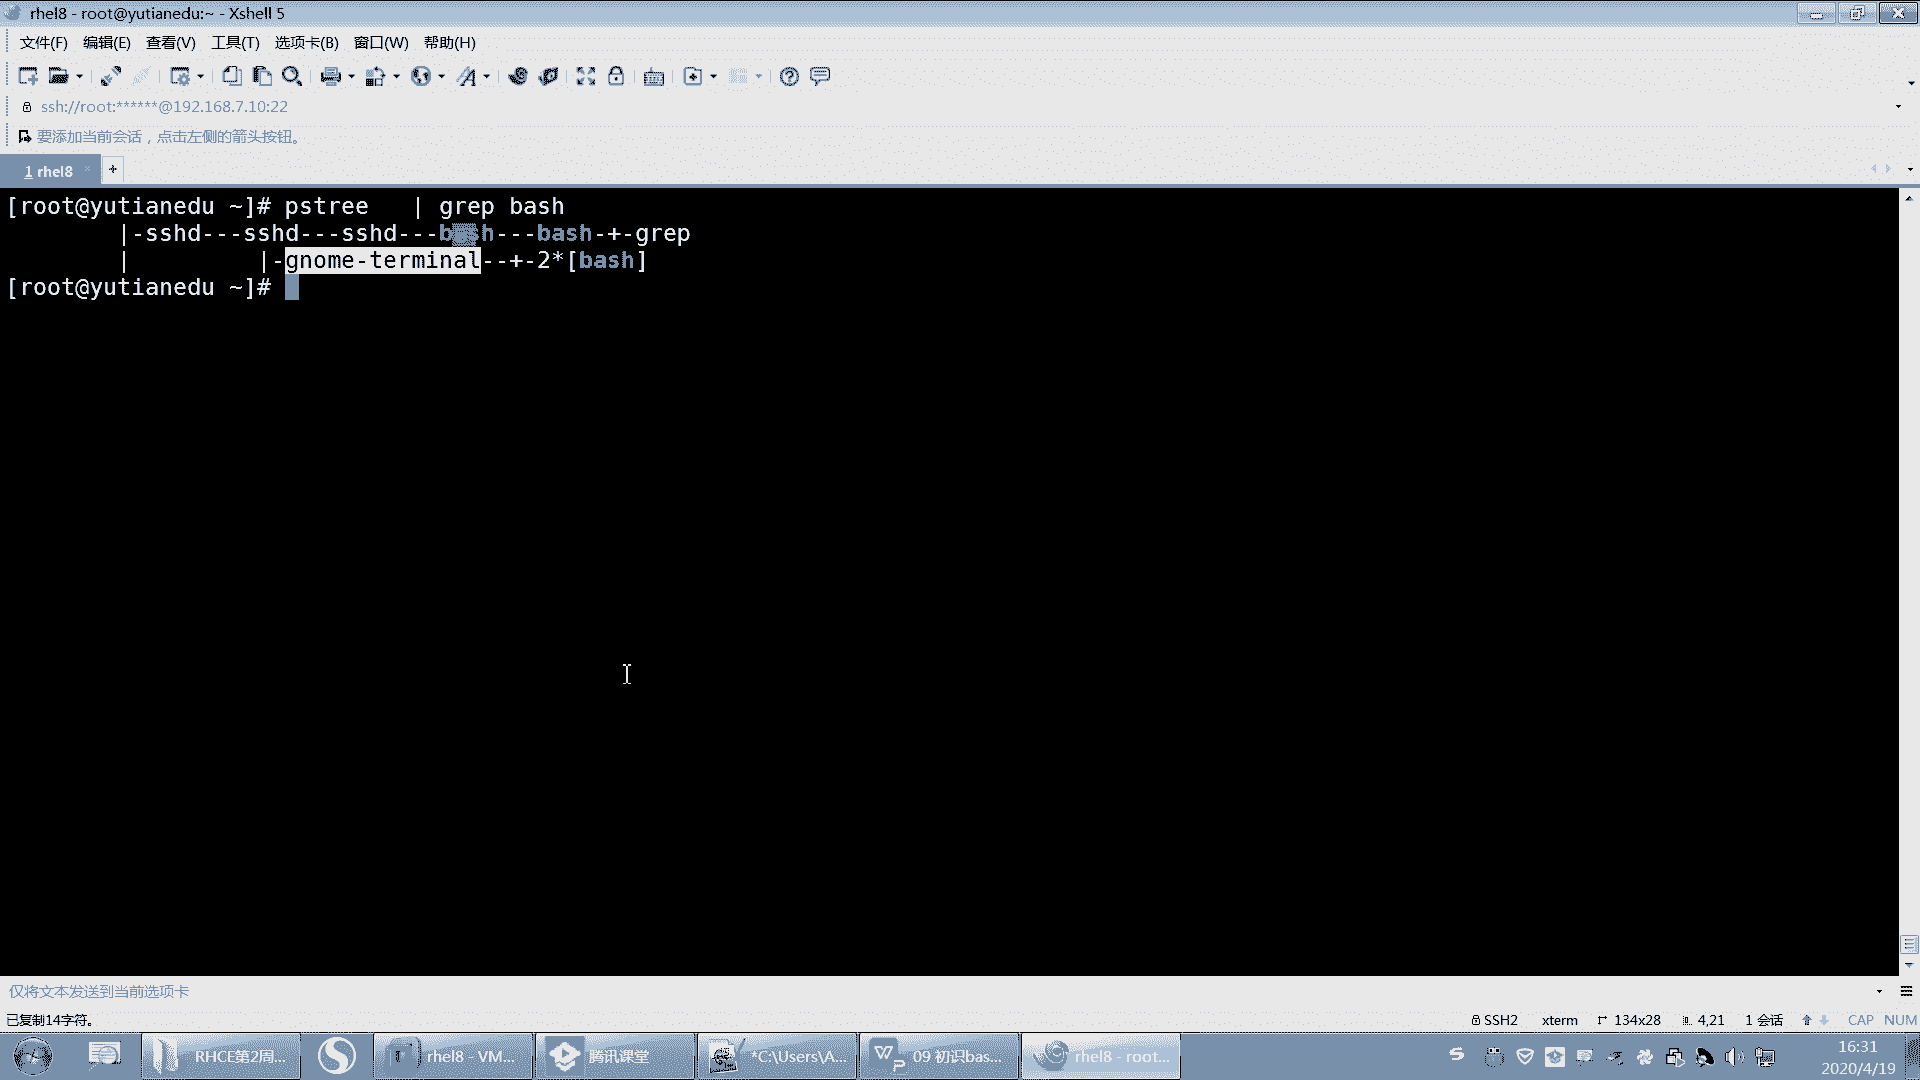 rhel8 - root@yutianedu:~ - Xshell 5
文件(F) 编辑(E) 查看(V) 工具(T) 选项卡(B) 窗口(W) 帮助(H)
ssh://root:******@192.168.7.10:22
要添加当前会话，点击左侧的箭头按钮。
1 rhel8 × +
[root@yutianedu ~]# pstree   | grep bash
        |-sshd---sshd---sshd---bash---bash-+-grep
        |         |-gnome-terminal--+-2*[bash]
[root@yutianedu ~]#
仅将文本发送到当前选项卡
已复制14字符。 SSH2 xterm 134x28 4,21 1 会话 CAP NUM
RHCE第2周... rhel8 - VM... 腾讯课堂 *C:\Users\A... 09 初识bas... rhel8 - root... 16:31
2020/4/19